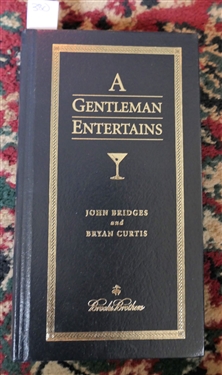 A
GENTLEMAN
ENTERTAINS
JOHN BRIDGES
and
BRYAN CURTIS
Brooks Brothers